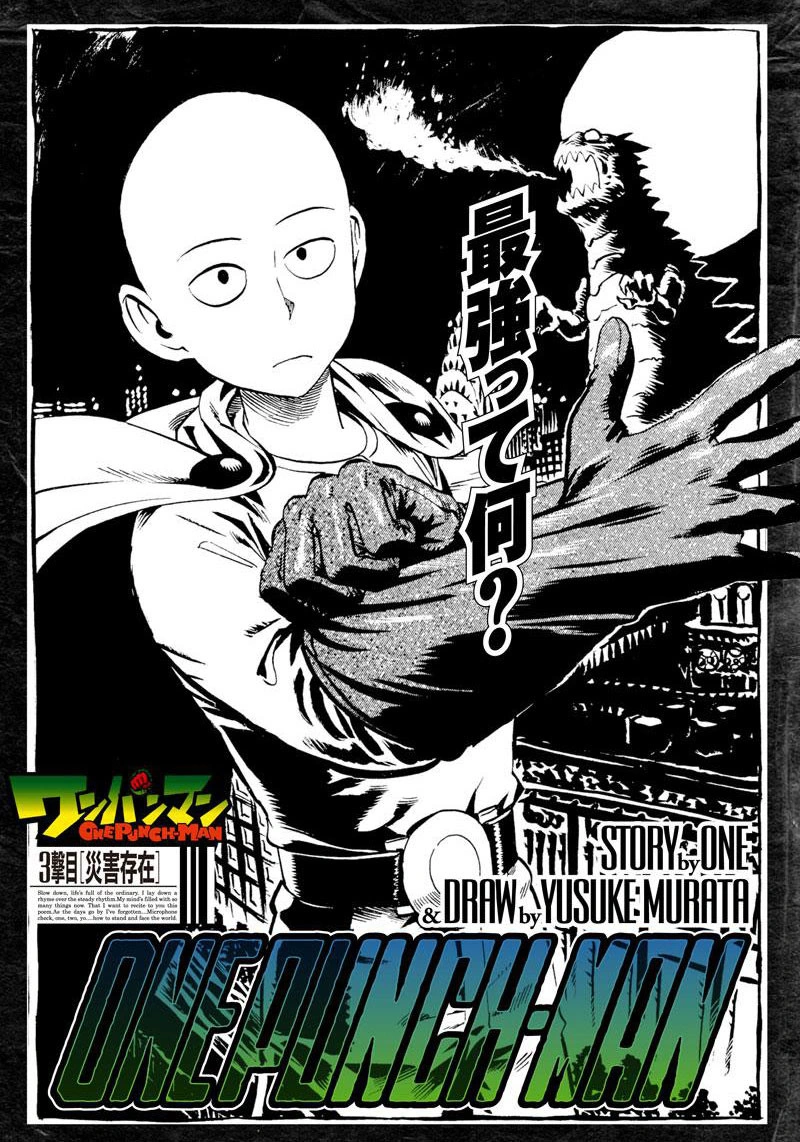 最強って何?
ワンパンマン
ONE PUNCH-MAN
3撃目[災害存在]
Slow down, life's full of the ordinary. I lay down a
rhyme over the steady rhythm.My mind's filled with so
many things now. That I want to recite to you this
poem.As the days go by I've forgotten....Microphone
check, one, two, yo.....how to stand and face the world.
STORY by ONE
& DRAW by YUSUKE MURATA
ONE PUNCH-MAN